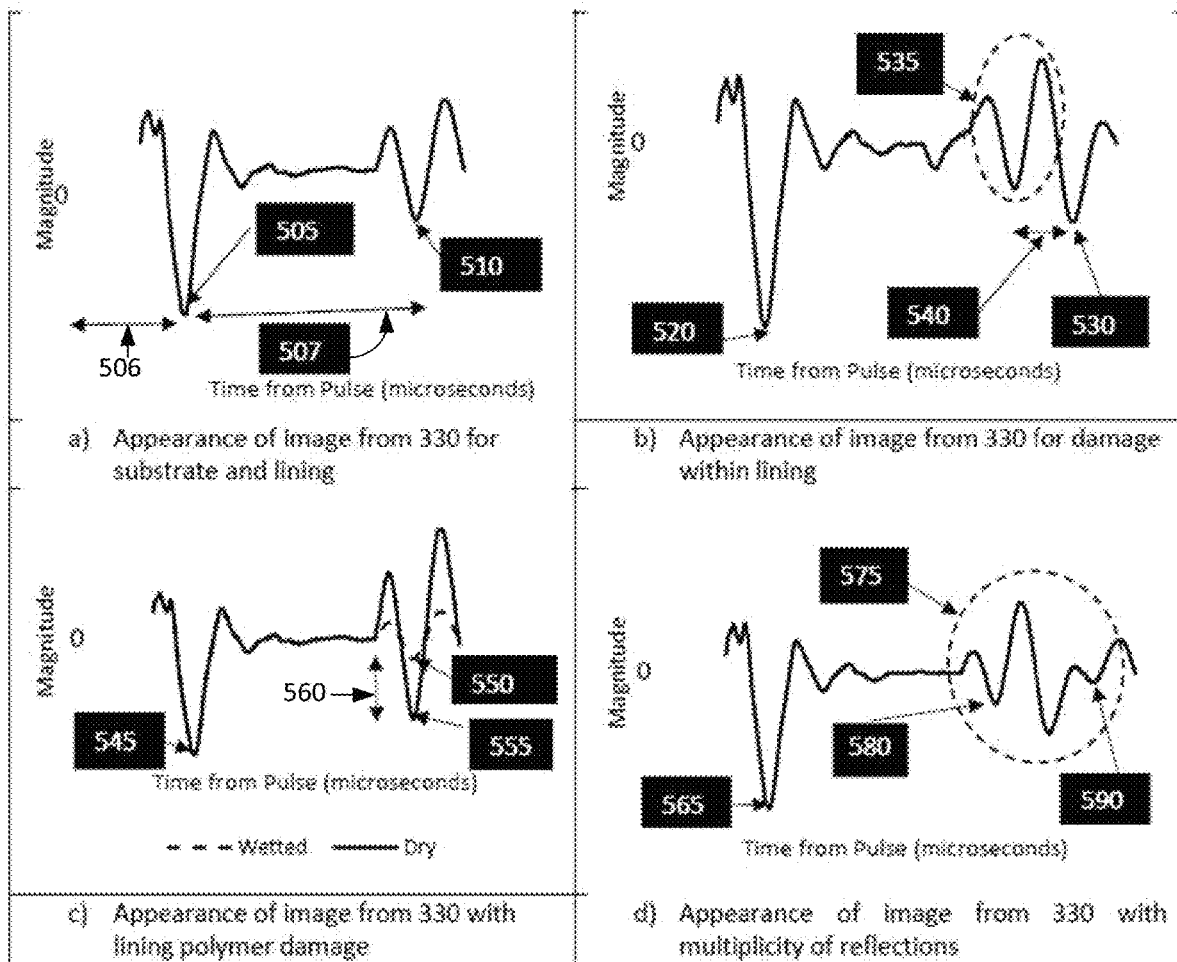 Magnitude
0
505
510
506
507
Time from Pulse (microseconds)
a) Appearance of image from 330 for
substrate and lining
Magnitude
0
535
520
540
530
Time from Pulse (microseconds)
b) Appearance of image from 330 for damage
within lining
Magnitude
0
560
550
545
555
Time from Pulse (microseconds)
Wetted Dry
c) Appearance of image from 330 with
lining polymer damage
Magnitude
0
575
580
565
590
Time from Pulse (microseconds)
d) Appearance of image from 330 with
multiplicity of reflections